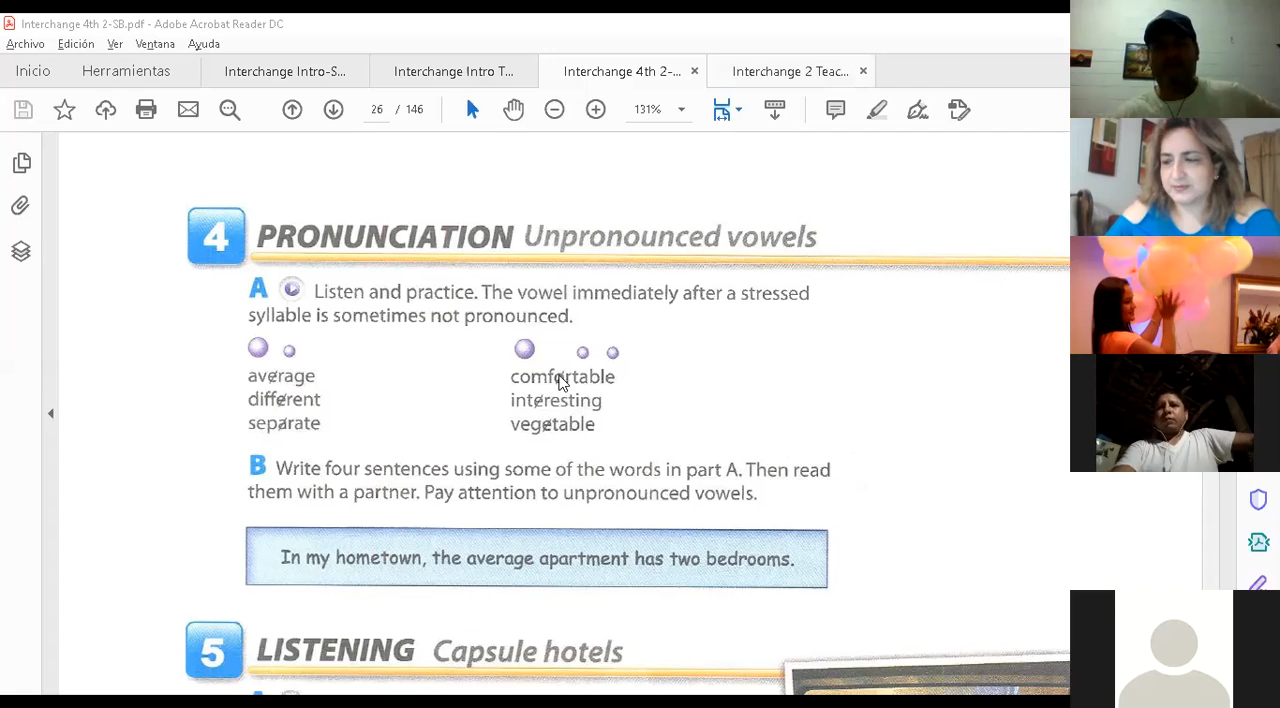 Interchange 4th 2-SB.pdf - Adobe Acrobat Reader DC
Archivo Edición Ver Ventana Ayuda
Inicio Herramientas Interchange Intro-S... Interchange Intro T... Interchange 4th 2-... Interchange 2 Teac...
26 / 146 131%
4 PRONUNCIATION Unpronounced vowels
A Listen and practice. The vowel immediately after a stressed
syllable is sometimes not pronounced.
average comfortable
different interesting
separate vegetable
B Write four sentences using some of the words in part A. Then read
them with a partner. Pay attention to unpronounced vowels.
In my hometown, the average apartment has two bedrooms.
5 LISTENING Capsule hotels